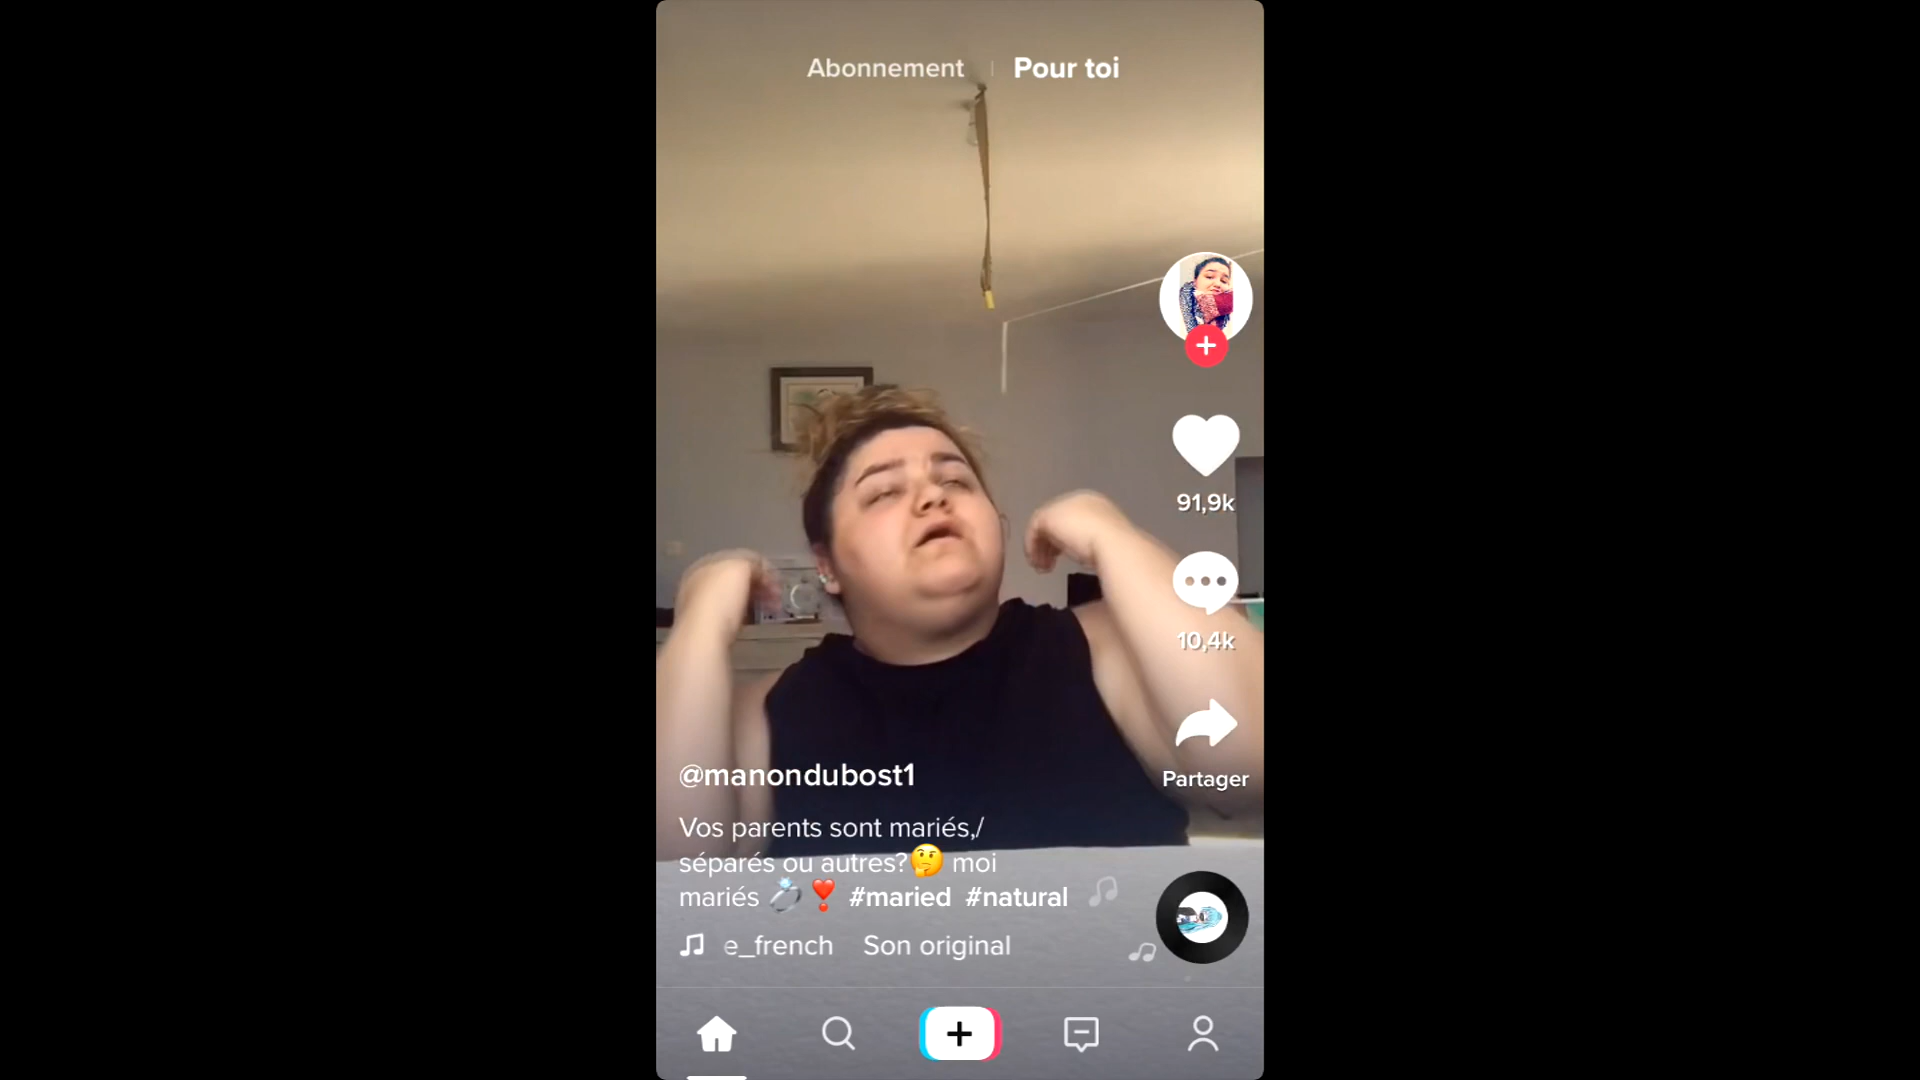 Abonnement | Pour toi
91,9k
10,4k
Partager
@manondubost1
Vos parents sont mariés,/
séparés ou autres?🤔 moi
mariés 💍❣️ #maried #natural
e_french Son original